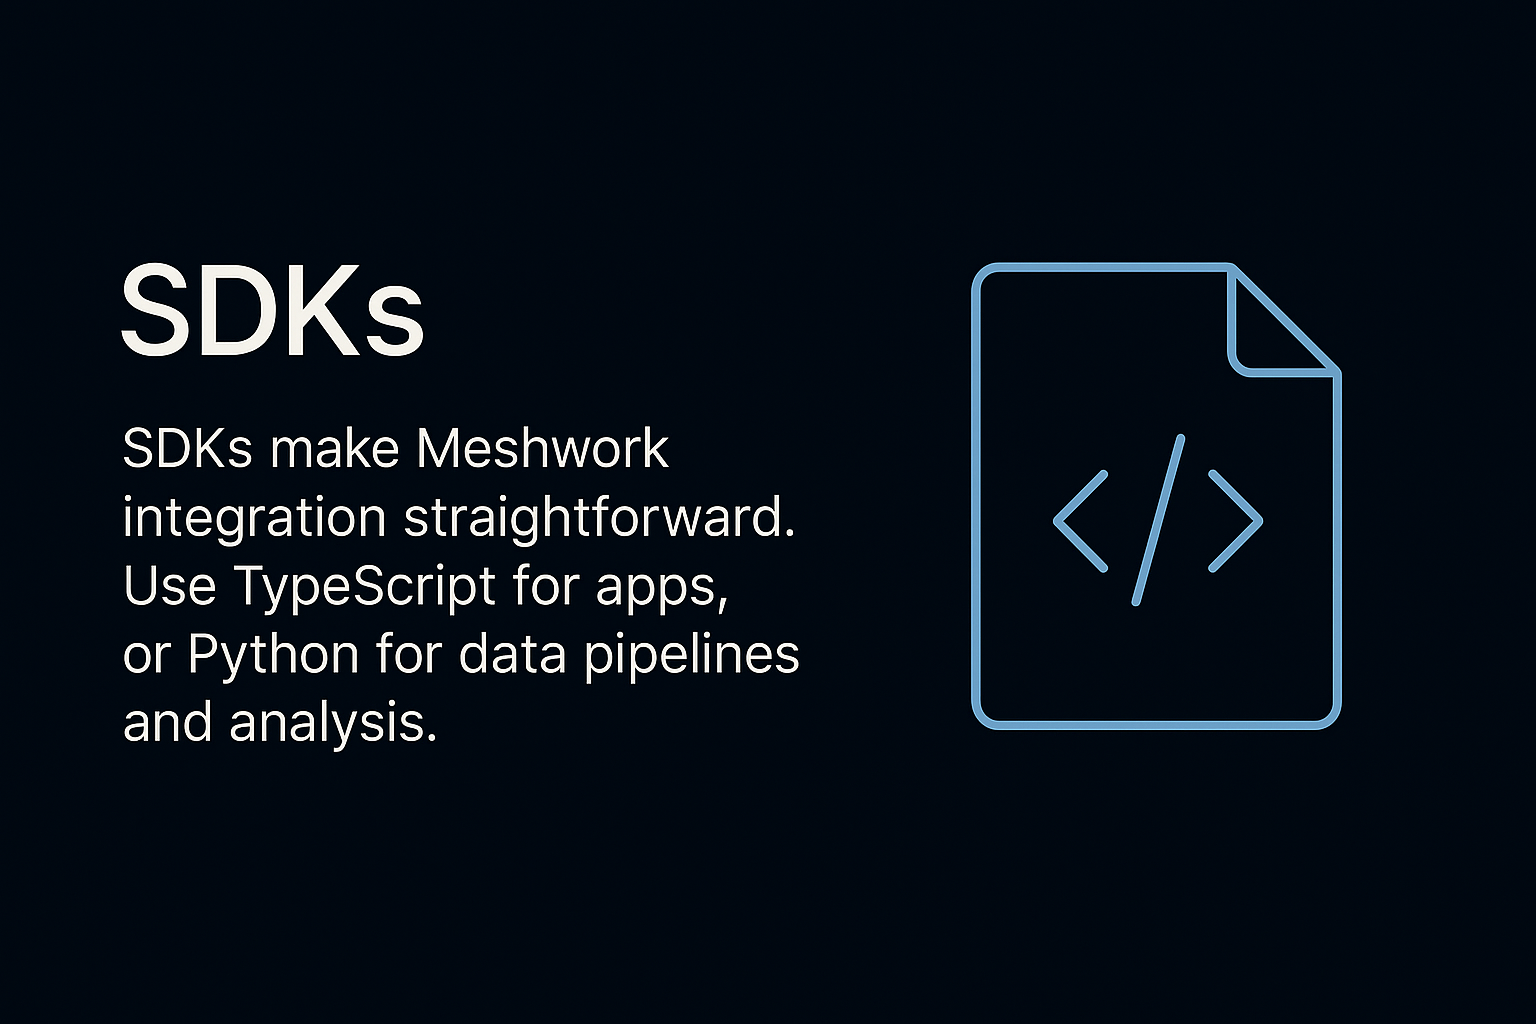 SDKs
SDKs make Meshwork
integration straightforward.
Use TypeScript for apps,
or Python for data pipelines
and analysis.
</>